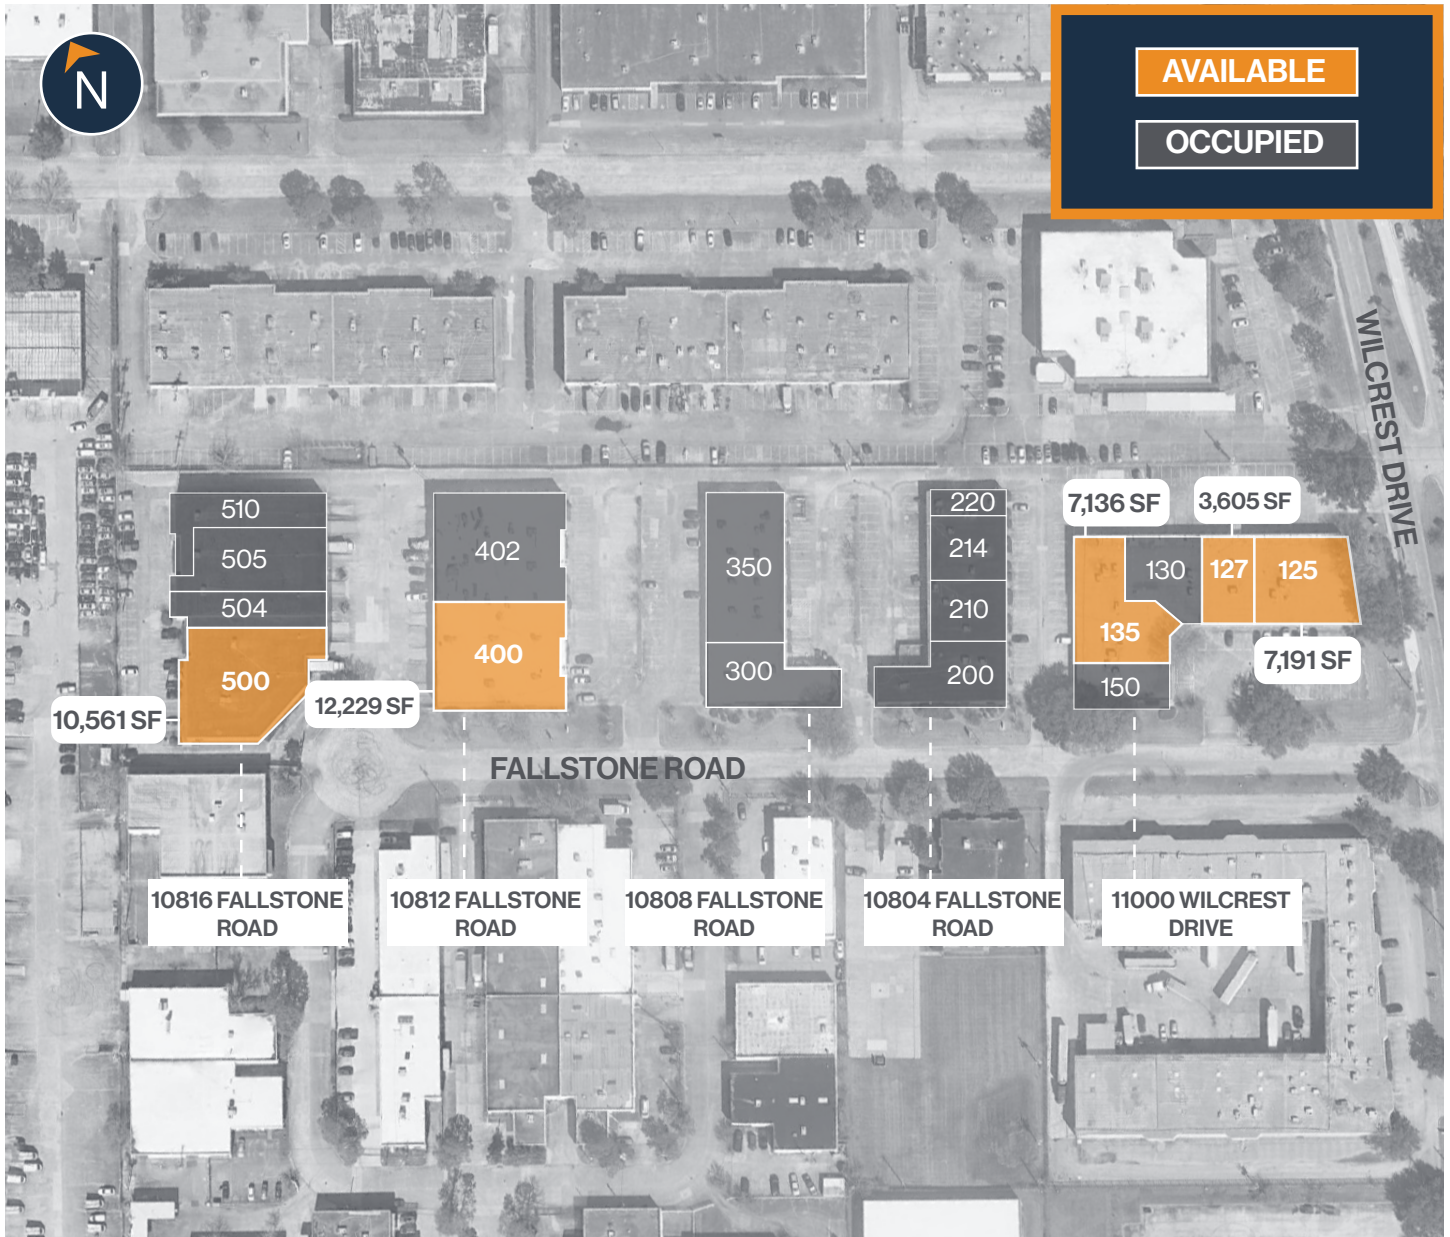 N
AVAILABLE
OCCUPIED
WILCREST DRIVE
510
505
504
500
10,561 SF
402
400
12,229 SF
350
300
220
214
210
200
7,136 SF
3,605 SF
130
127
125
135
150
7,191 SF
FALLSTONE ROAD
10816 FALLSTONE
ROAD
10812 FALLSTONE
ROAD
10808 FALLSTONE
ROAD
10804 FALLSTONE
ROAD
11000 WILCREST
DRIVE